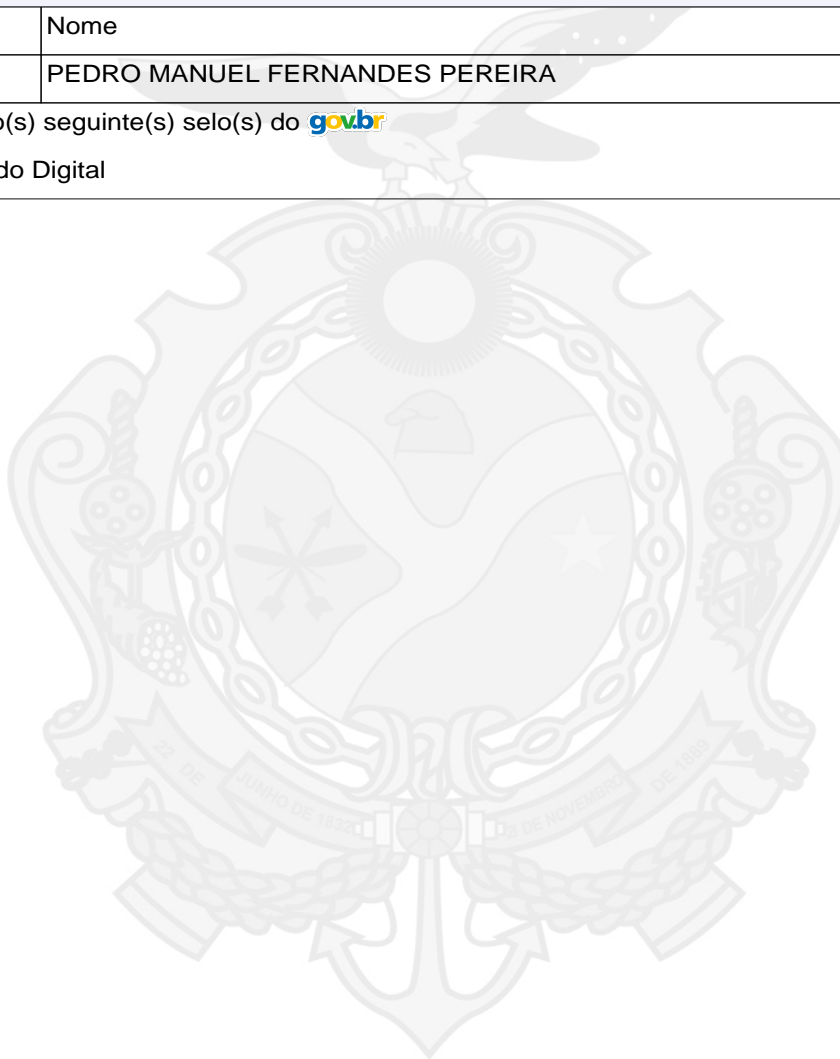 Nome
PEDRO MANUEL FERNANDES PEREIRA
o(s) seguinte(s) selo(s) do gov.br
do Digital
22 DE
JUNHO DE 1832
DE NOVEMBRO
DE 1889